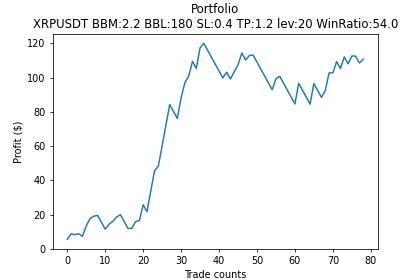 Portfolio
XRPUSDT BBM:2.2 BBL:180 SL:0.4 TP:1.2 lev:20 WinRatio:54.0
120
100
80
60
40
20
0
Profit ($)
0 10 20 30 40 50 60 70 80
Trade counts